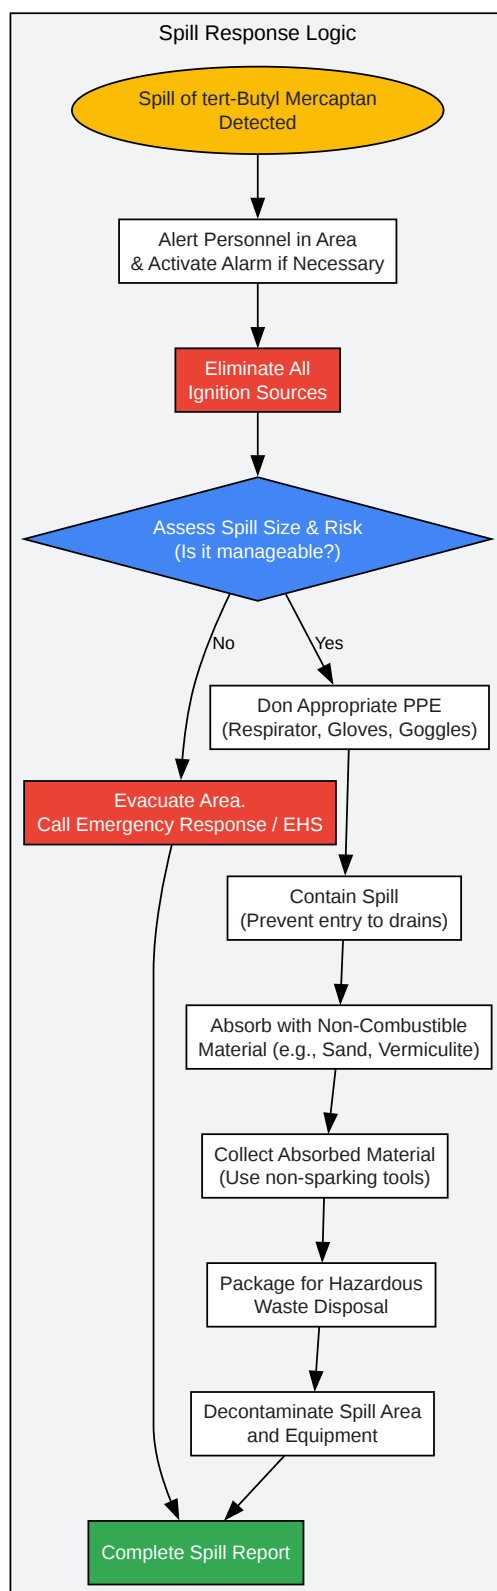 Spill Response Logic
Spill of tert-Butyl Mercaptan
Detected
Alert Personnel in Area
& Activate Alarm if Necessary
Eliminate All
Ignition Sources
Assess Spill Size & Risk
(Is it manageable?)
No
Yes
Don Appropriate PPE
(Respirator, Gloves, Goggles)
Evacuate Area.
Call Emergency Response / EHS
Contain Spill
(Prevent entry to drains)
Absorb with Non-Combustible
Material (e.g., Sand, Vermiculite)
Collect Absorbed Material
(Use non-sparking tools)
Package for Hazardous
Waste Disposal
Decontaminate Spill Area
and Equipment
Complete Spill Report